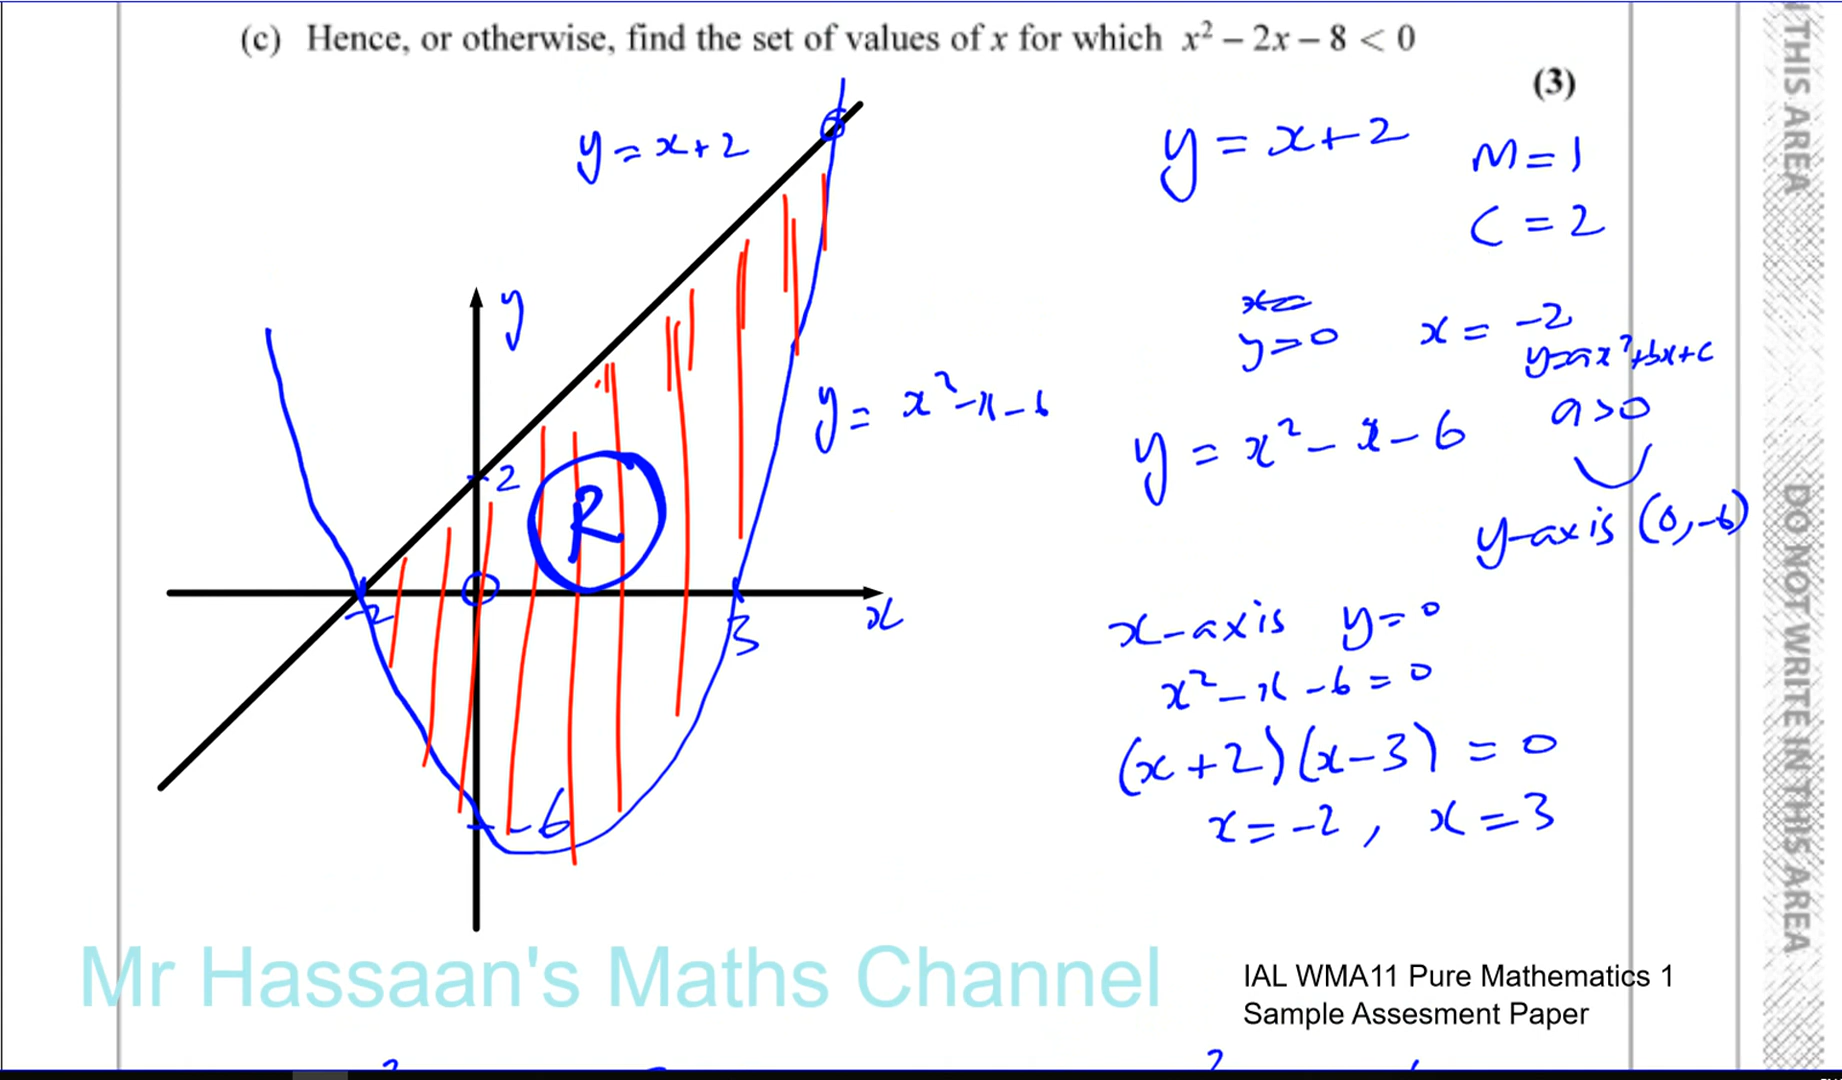 (c) Hence, or otherwise, find the set of values of x for which x² – 2x – 8 < 0
(3)
y = x + 2
y = x + 2
m = 1
c = 2
y
y = 0 x = -2
y = ax² + bx + c
a > 0
y = x² - x - 6
y = x² - x - 6
2
R
y-axis (0, -6)
-2
3
x
x-axis y = 0
x² - x - 6 = 0
(x + 2)(x - 3) = 0
x = -2, x = 3
-6
Mr Hassaan's Maths Channel
IAL WMA11 Pure Mathematics 1
Sample Assesment Paper
THIS AREA
DO NOT WRITE IN THIS AREA